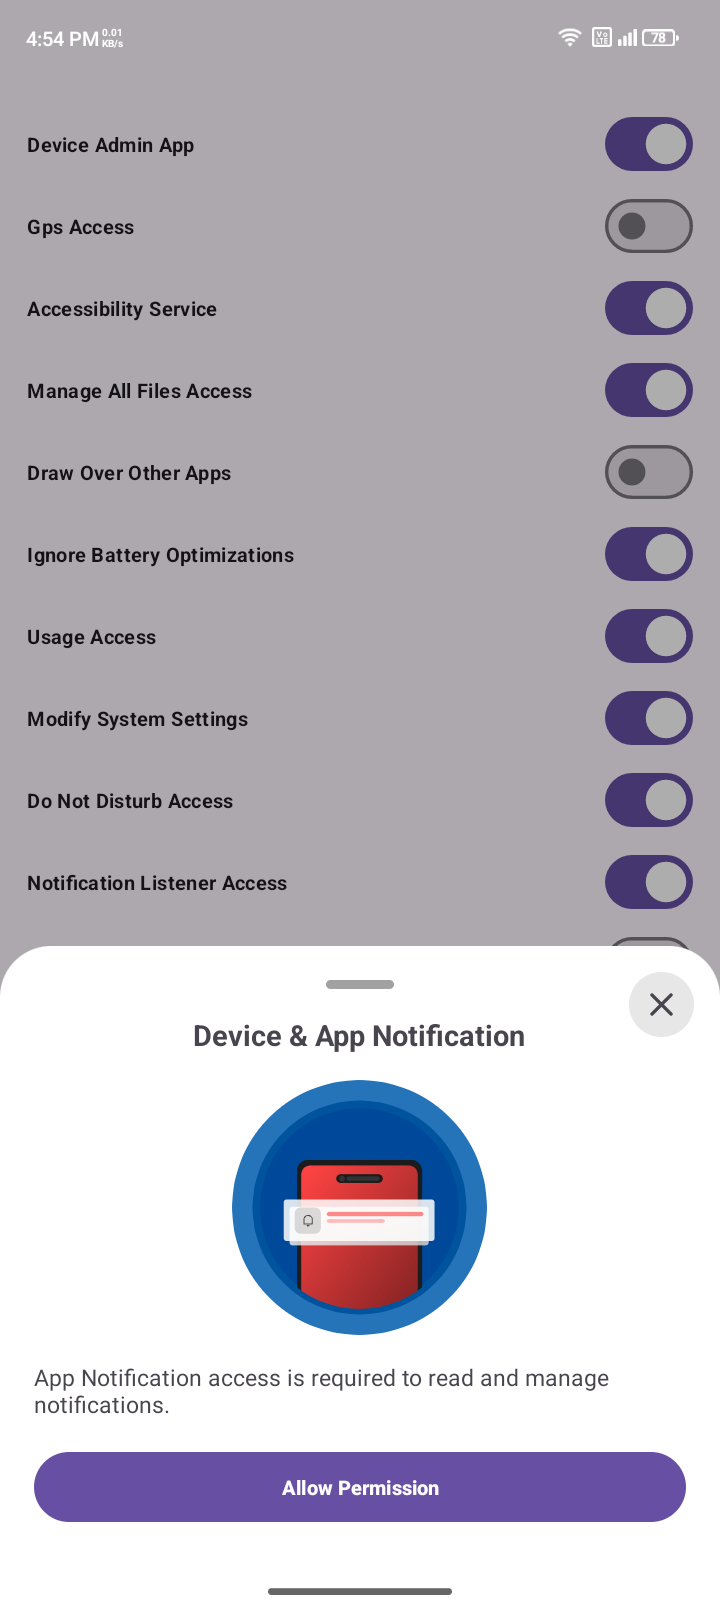 4:54 PM 0.01 KB/s Vo LTE 78
Device Admin App
Gps Access
Accessibility Service
Manage All Files Access
Draw Over Other Apps
Ignore Battery Optimizations
Usage Access
Modify System Settings
Do Not Disturb Access
Notification Listener Access
Device & App Notification
App Notification access is required to read and manage
notifications.
Allow Permission